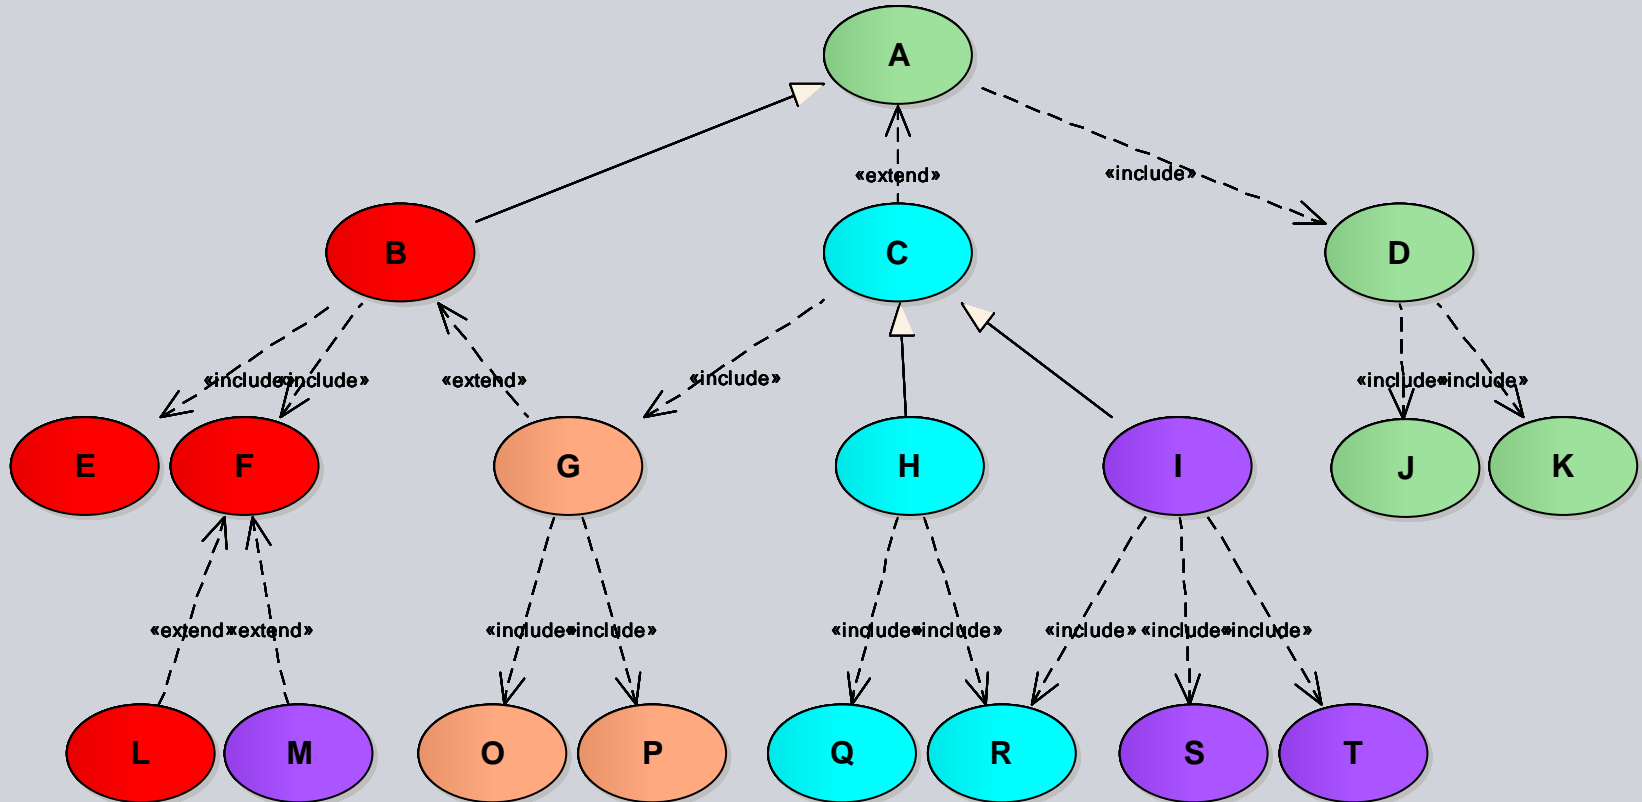 A
«extend»
«include»
B
C
D
«include»
«include»
«extend»
«include»
«include»
«include»
E
F
G
H
I
J
K
«extend»
«extend»
«include»
«include»
«include»
«include»
«include»
«include»
«include»
L
M
O
P
Q
R
S
T